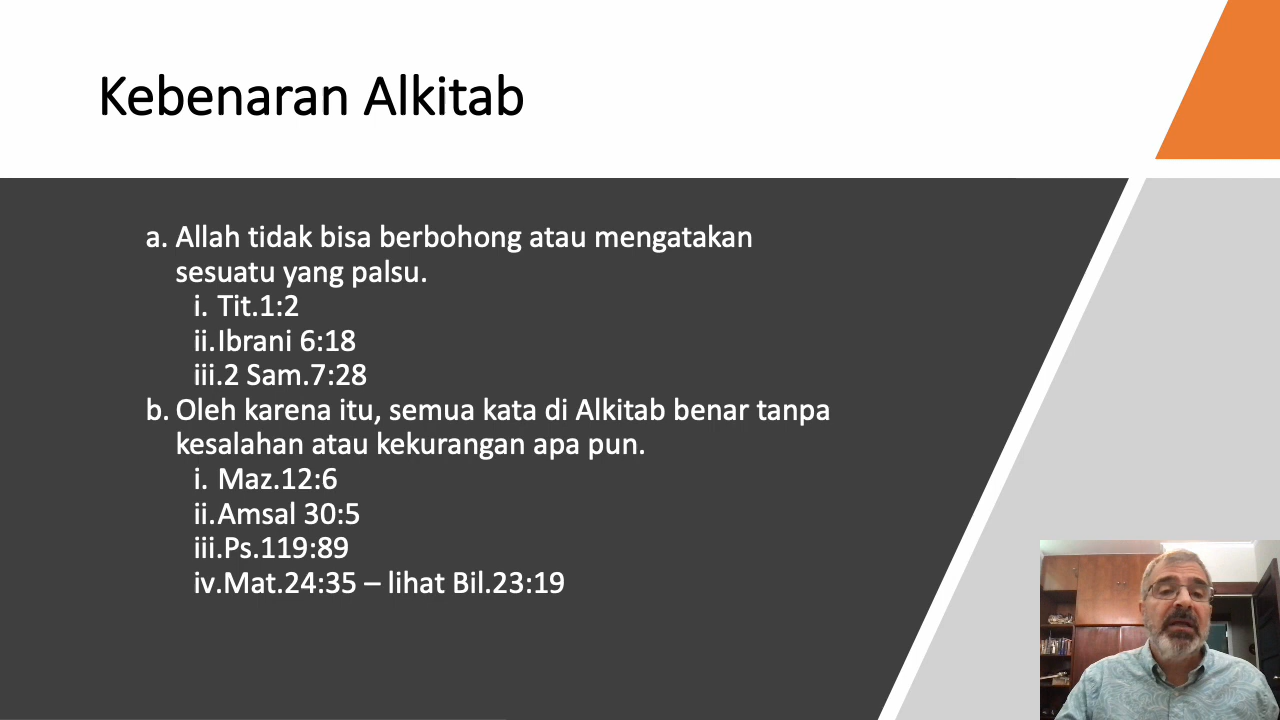 Kebenaran Alkitab
a. Allah tidak bisa berbohong atau mengatakan
sesuatu yang palsu.
i. Tit.1:2
ii.Ibrani 6:18
iii.2 Sam.7:28
b. Oleh karena itu, semua kata di Alkitab benar tanpa
kesalahan atau kekurangan apa pun.
i. Maz.12:6
ii.Amsal 30:5
iii.Ps.119:89
iv.Mat.24:35 – lihat Bil.23:19